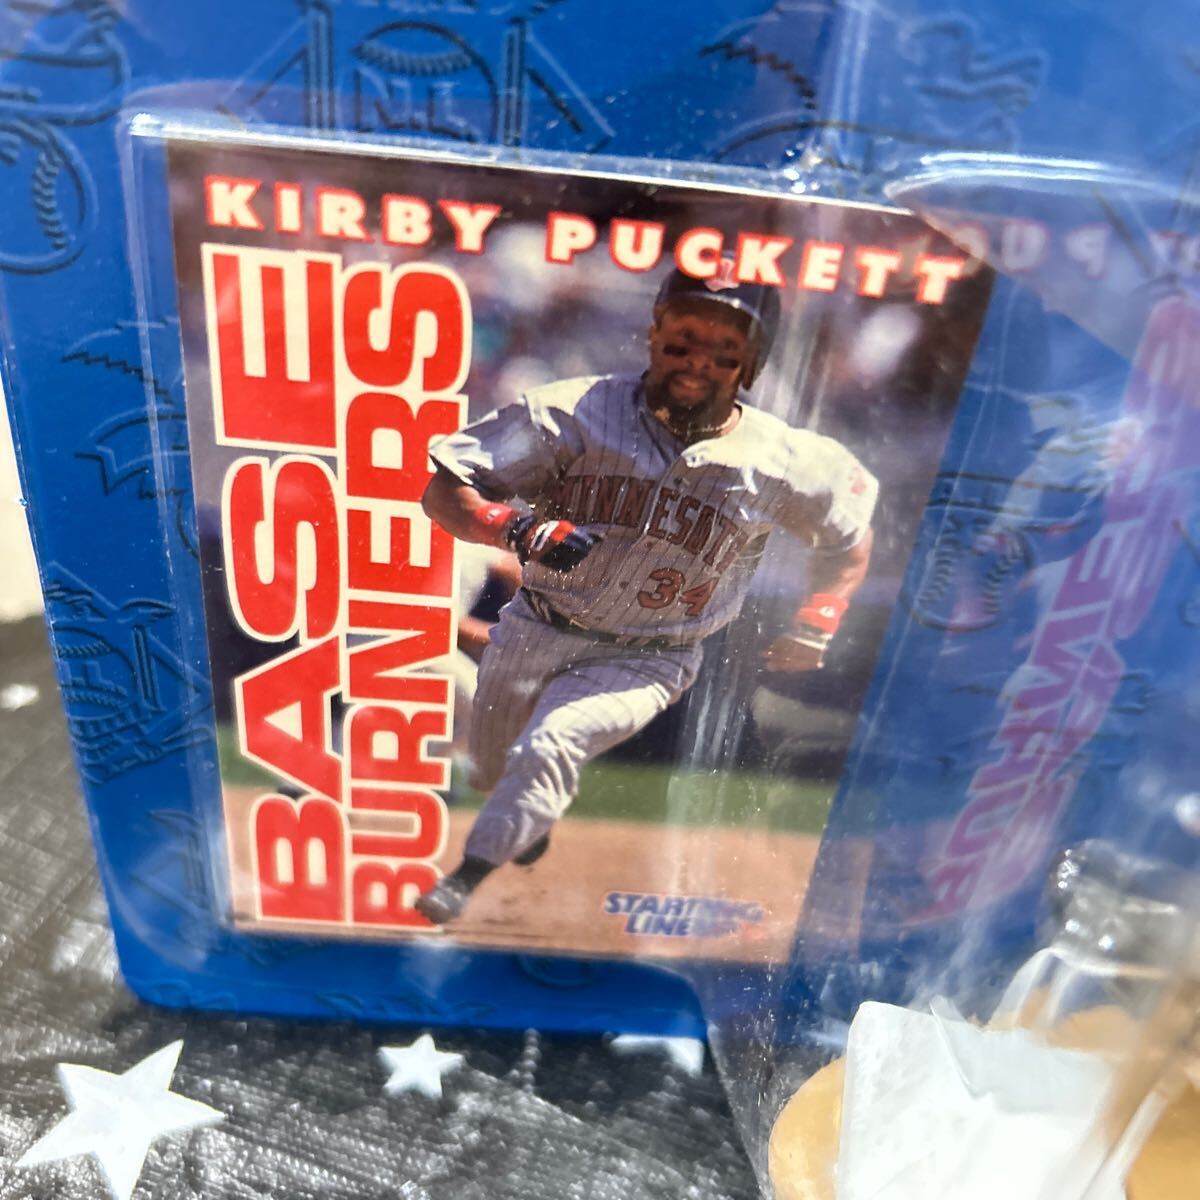 KIRBY PUCKETT
BASE
BURNERS
MINNESOTA
34
STARTING
LINEUP
N.L.